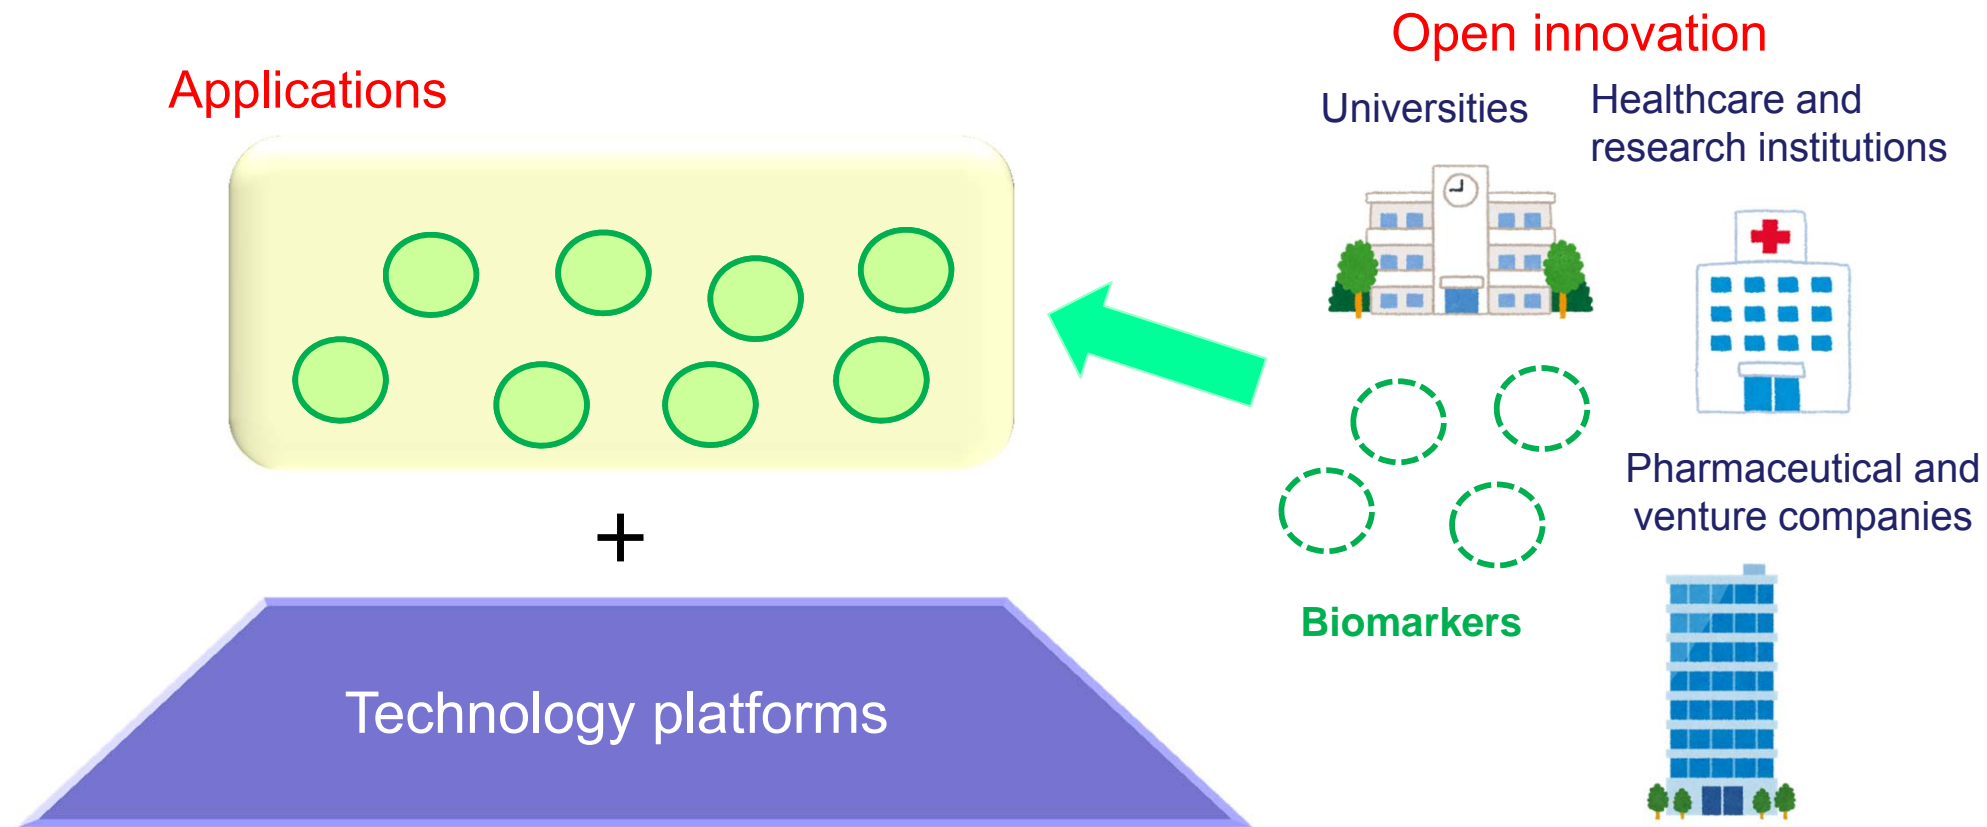 Open innovation
Applications
Universities
Healthcare and
research institutions
Pharmaceutical and
venture companies
+
Biomarkers
Technology platforms